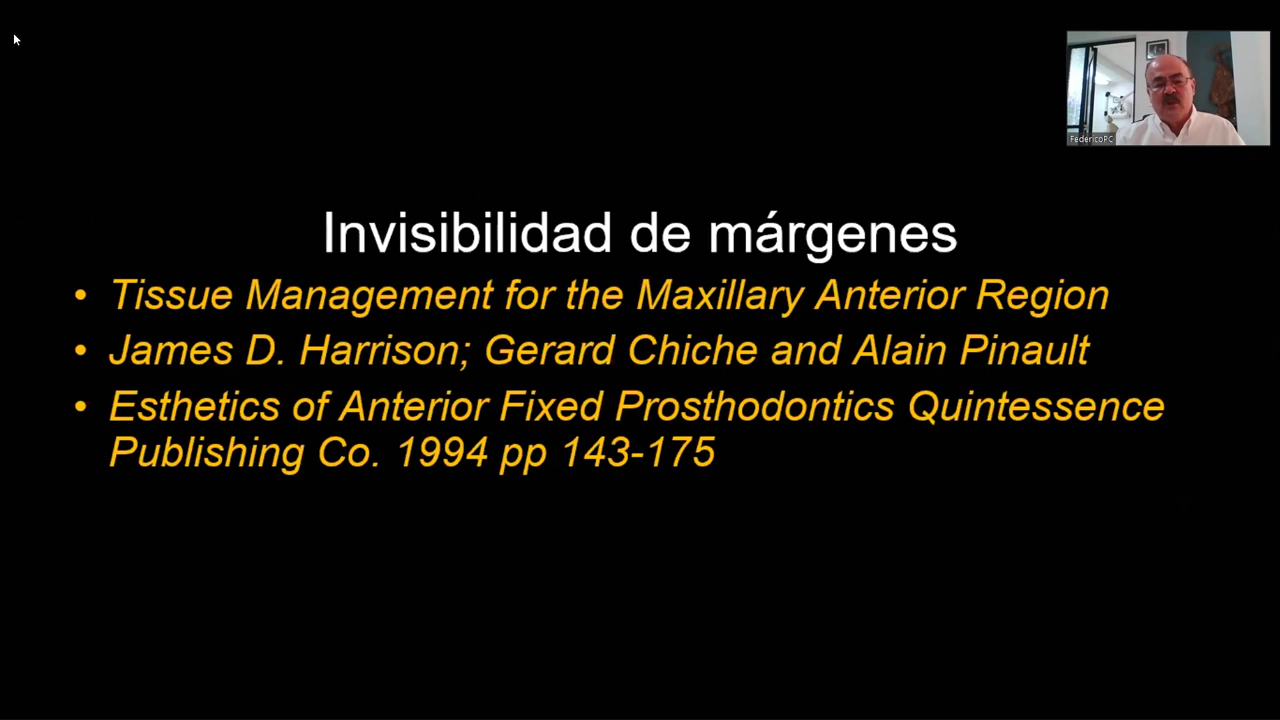 FedericoPC
Invisibilidad de márgenes
• Tissue Management for the Maxillary Anterior Region
• James D. Harrison; Gerard Chiche and Alain Pinault
• Esthetics of Anterior Fixed Prosthodontics Quintessence
Publishing Co. 1994 pp 143-175